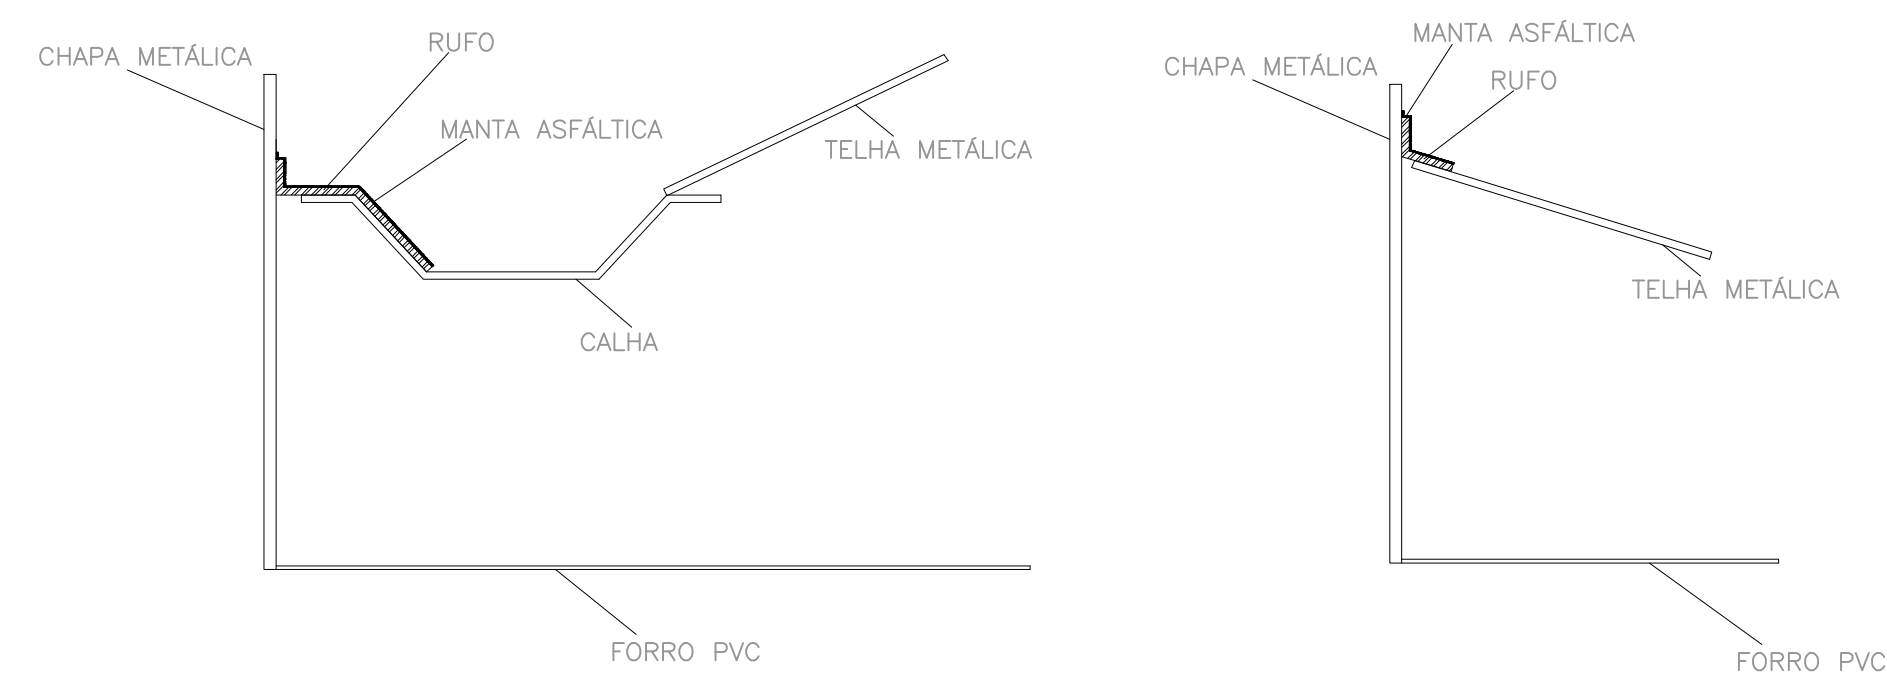 CHAPA METÁLICA
RUFO
MANTA ASFÁLTICA
TELHA METÁLICA
CALHA
FORRO PVC
MANTA ASFÁLTICA
CHAPA METÁLICA
RUFO
TELHA METÁLICA
FORRO PVC